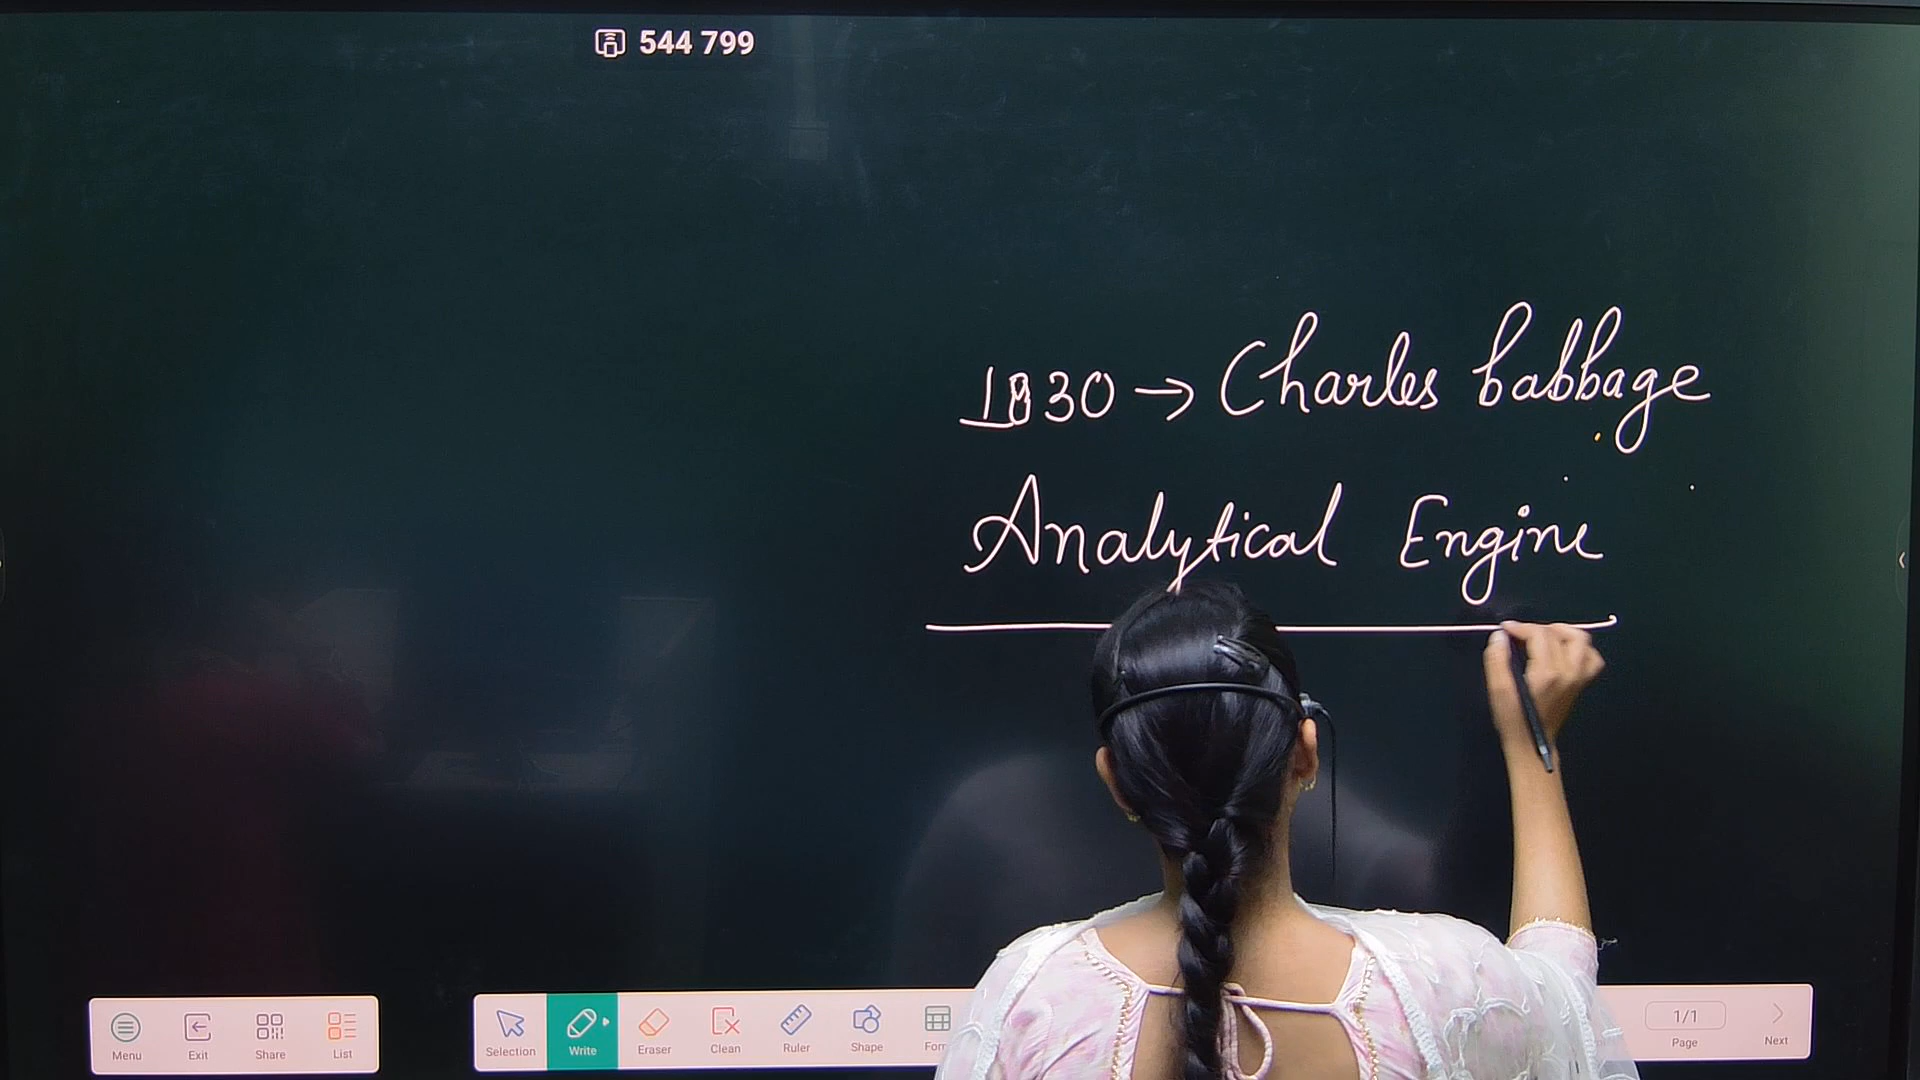 544 799
1830 → Charles babbage
Analytical Engine
Menu Exit Share List
Selection Write Eraser Clean Ruler Shape
1/1
Page Next